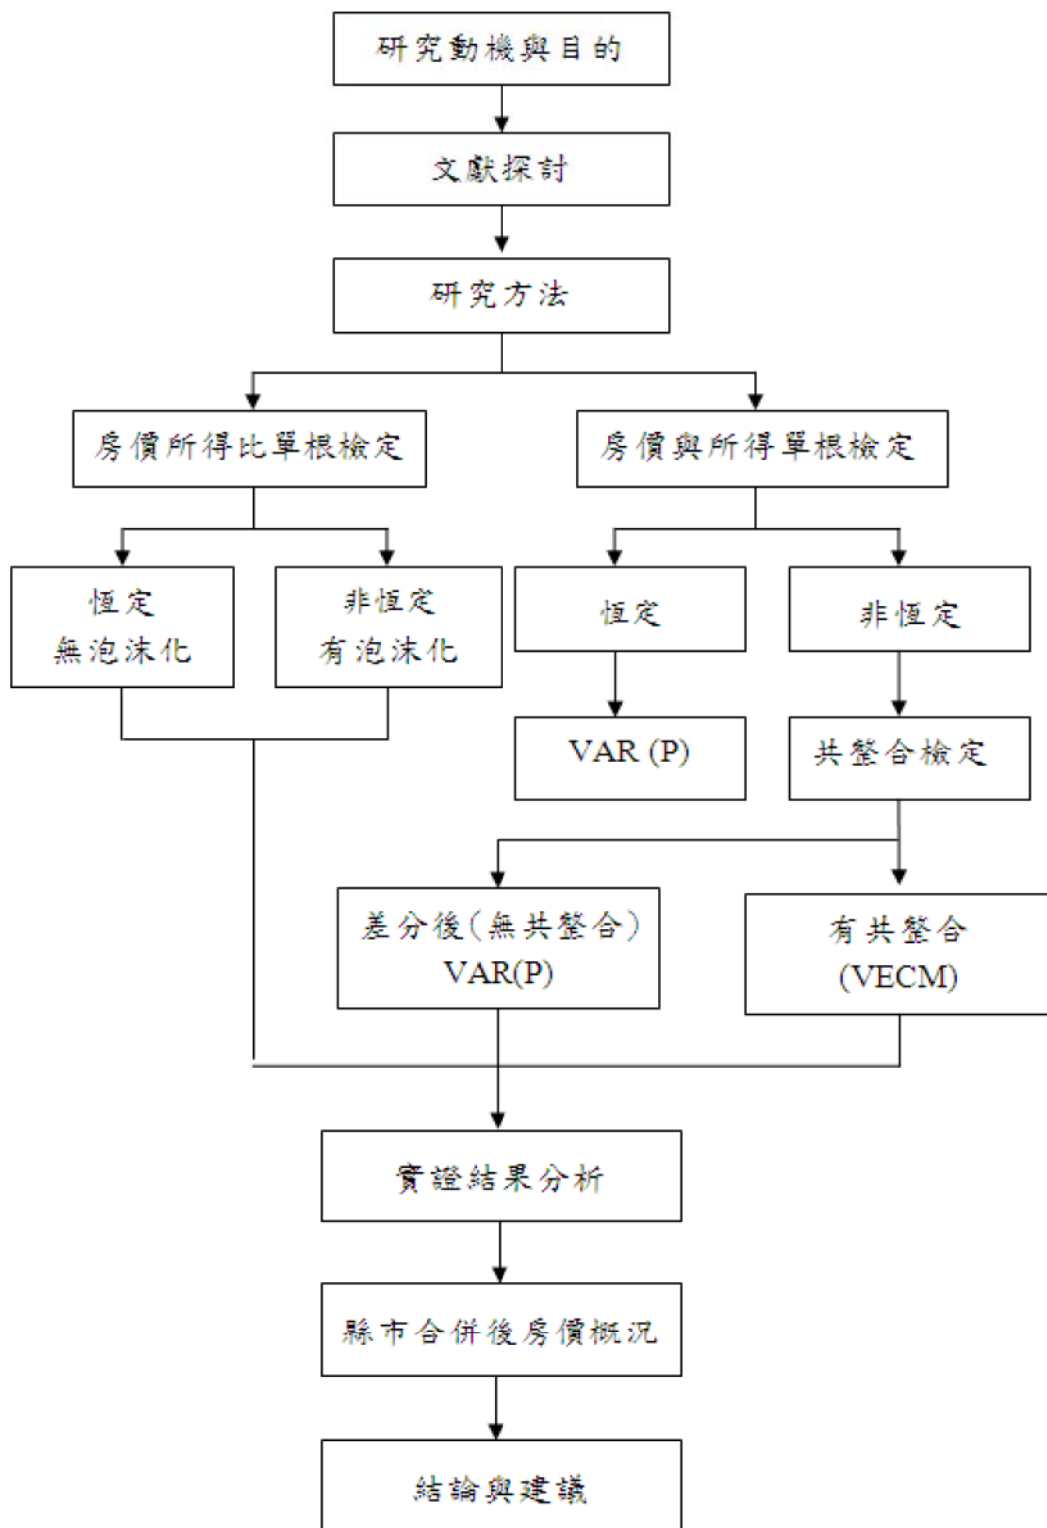 研究動機與目的
文獻探討
研究方法
房價所得比單根檢定
房價與所得單根檢定
恆定
無泡沫化
非恆定
有泡沫化
恆定
非恆定
VAR (P)
共整合檢定
差分後(無共整合)
VAR(P)
有共整合
(VECM)
實證結果分析
縣市合併後房價概況
結論與建議